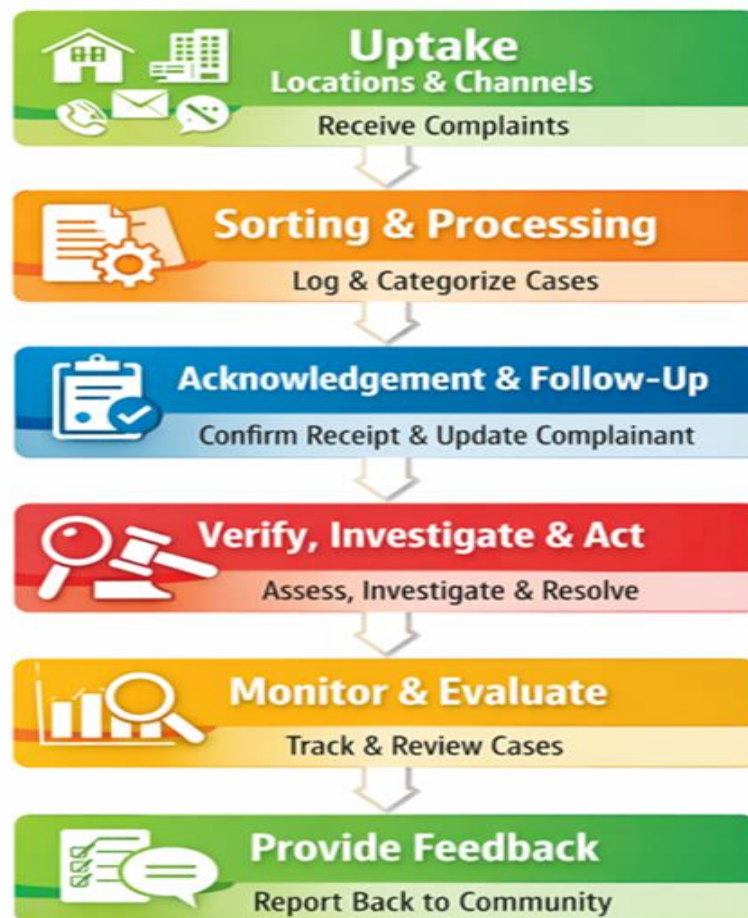 Uptake
Locations & Channels
Receive Complaints
Sorting & Processing
Log & Categorize Cases
Acknowledgement & Follow-Up
Confirm Receipt & Update Complainant
Verify, Investigate & Act
Assess, Investigate & Resolve
Monitor & Evaluate
Track & Review Cases
Provide Feedback
Report Back to Community